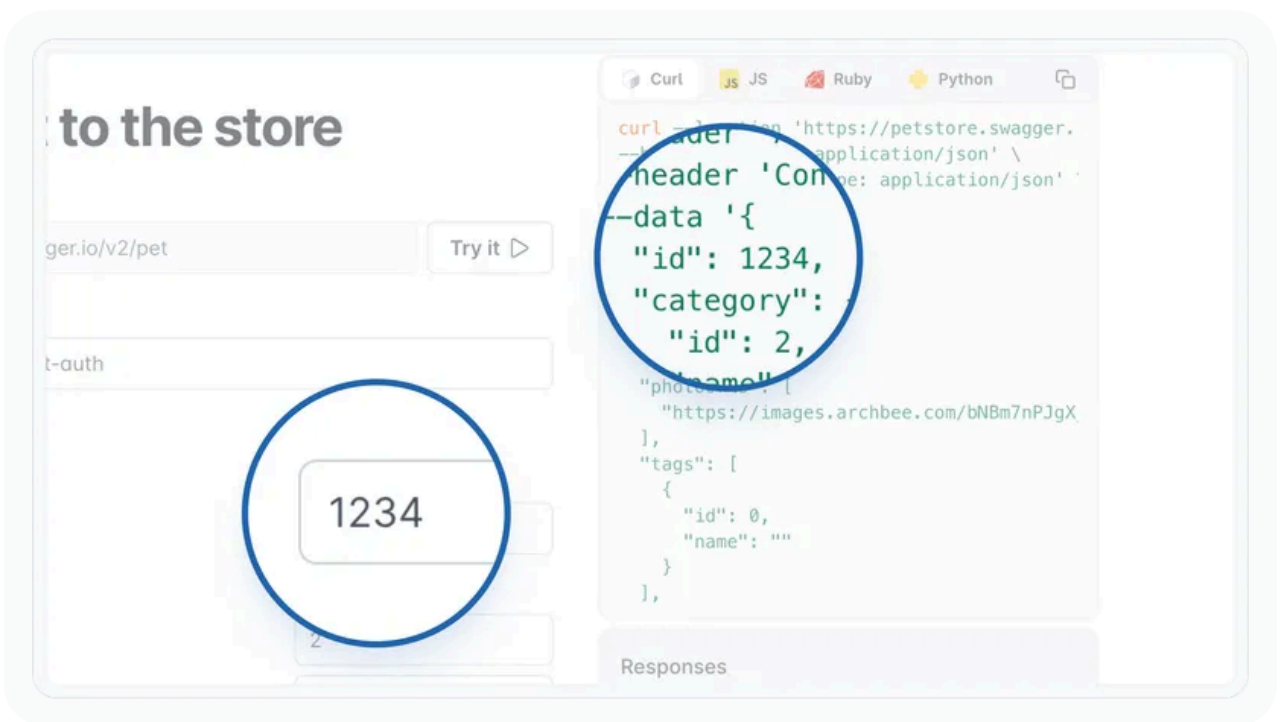 to the store
ger.io/v2/pet
Try it
t-auth
1234
2
Curl
JS
JS
Ruby
Python
curl 'https://petstore.swagger.
application/json' \
pe: application/json'
header 'Con
--data '{
"id": 1234,
"category":
"id": 2,
"name"
[
"https://images.archbee.com/bNBm7nPJgX
],
"tags": [
{
"id": 0,
"name": ""
}
],
Responses